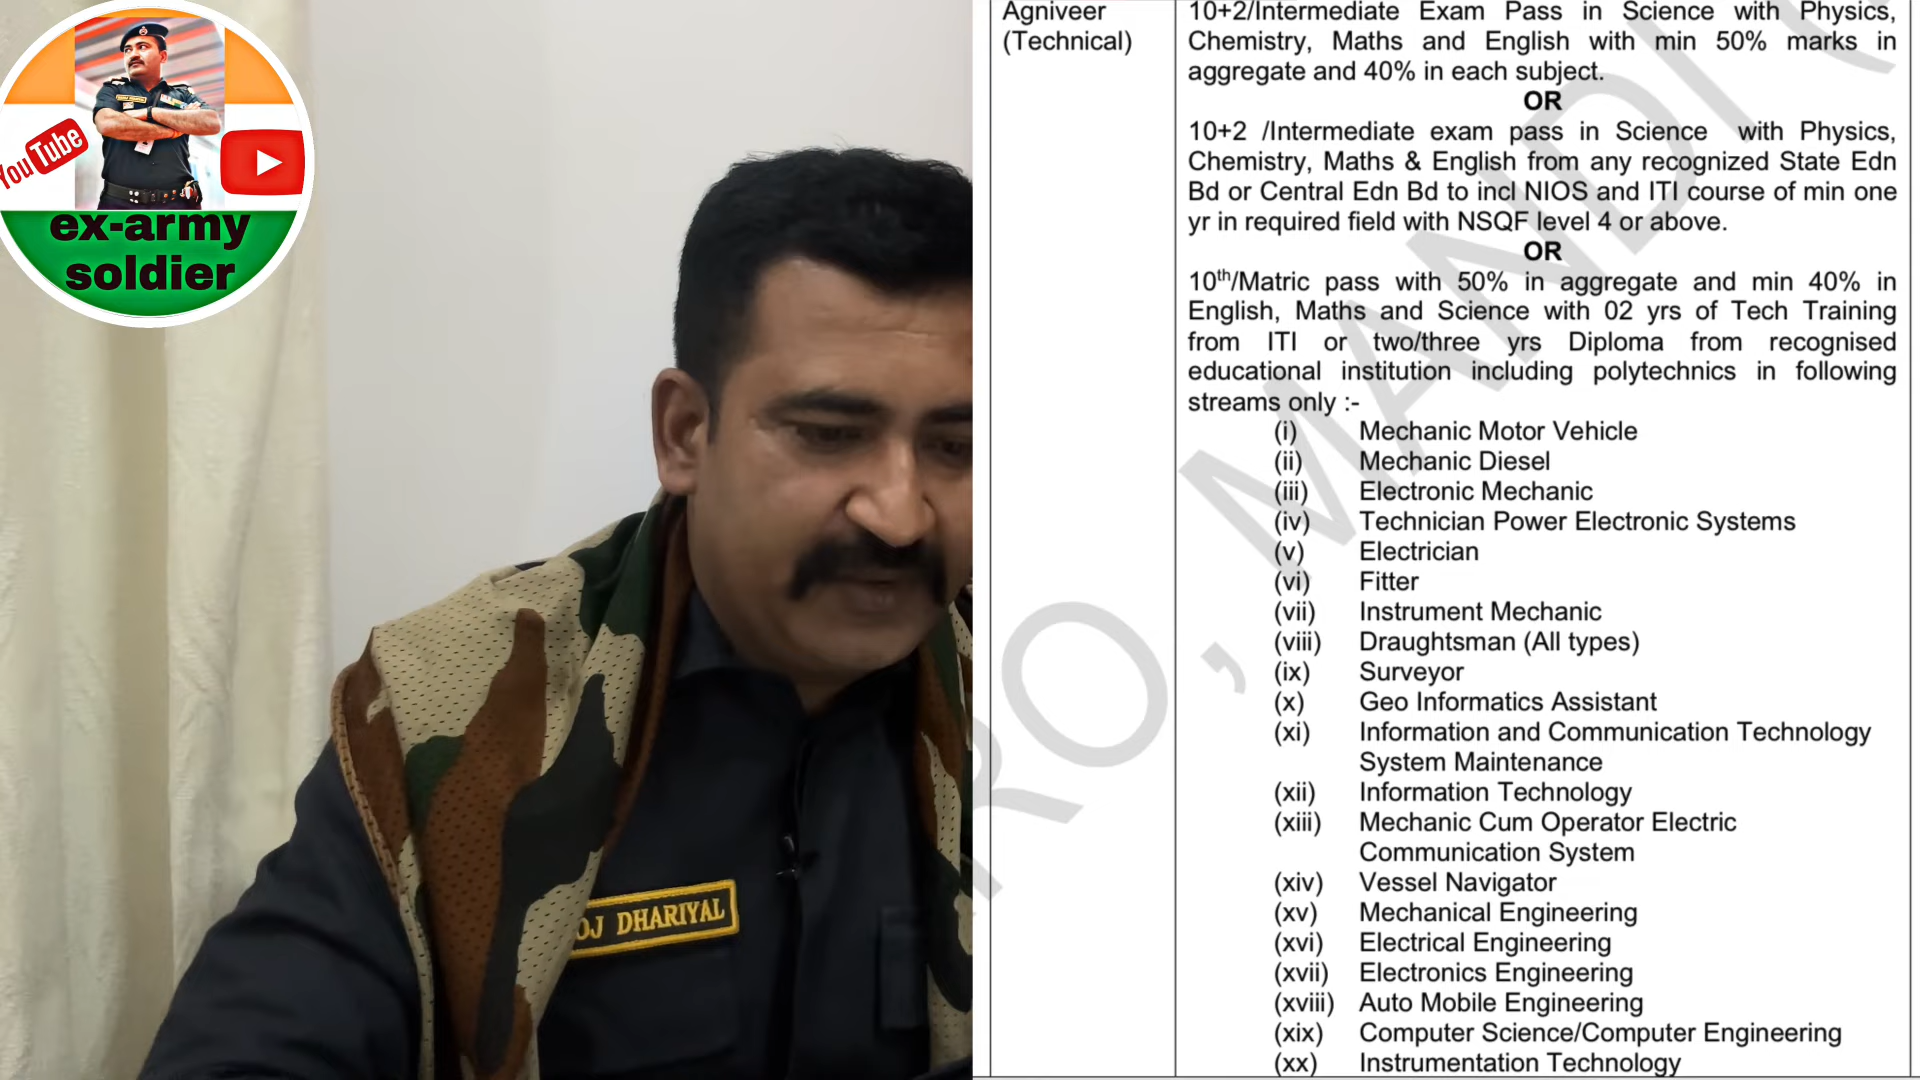 YouTube
ex-army
soldier
OJ DHARIYAL
Agniveer
(Technical)
10+2/Intermediate Exam Pass in Science with Physics,
Chemistry, Maths and English with min 50% marks in
aggregate and 40% in each subject.
OR
10+2 /Intermediate exam pass in Science with Physics,
Chemistry, Maths & English from any recognized State Edn
Bd or Central Edn Bd to incl NIOS and ITI course of min one
yr in required field with NSQF level 4 or above.
OR
10th/Matric pass with 50% in aggregate and min 40% in
English, Maths and Science with 02 yrs of Tech Training
from ITI or two/three yrs Diploma from recognised
educational institution including polytechnics in following
streams only :-
(i) Mechanic Motor Vehicle
(ii) Mechanic Diesel
(iii) Electronic Mechanic
(iv) Technician Power Electronic Systems
(v) Electrician
(vi) Fitter
(vii) Instrument Mechanic
(viii) Draughtsman (All types)
(ix) Surveyor
(x) Geo Informatics Assistant
(xi) Information and Communication Technology
System Maintenance
(xii) Information Technology
(xiii) Mechanic Cum Operator Electric
Communication System
(xiv) Vessel Navigator
(xv) Mechanical Engineering
(xvi) Electrical Engineering
(xvii) Electronics Engineering
(xviii) Auto Mobile Engineering
(xix) Computer Science/Computer Engineering
(xx) Instrumentation Technology
RO, MANDI (